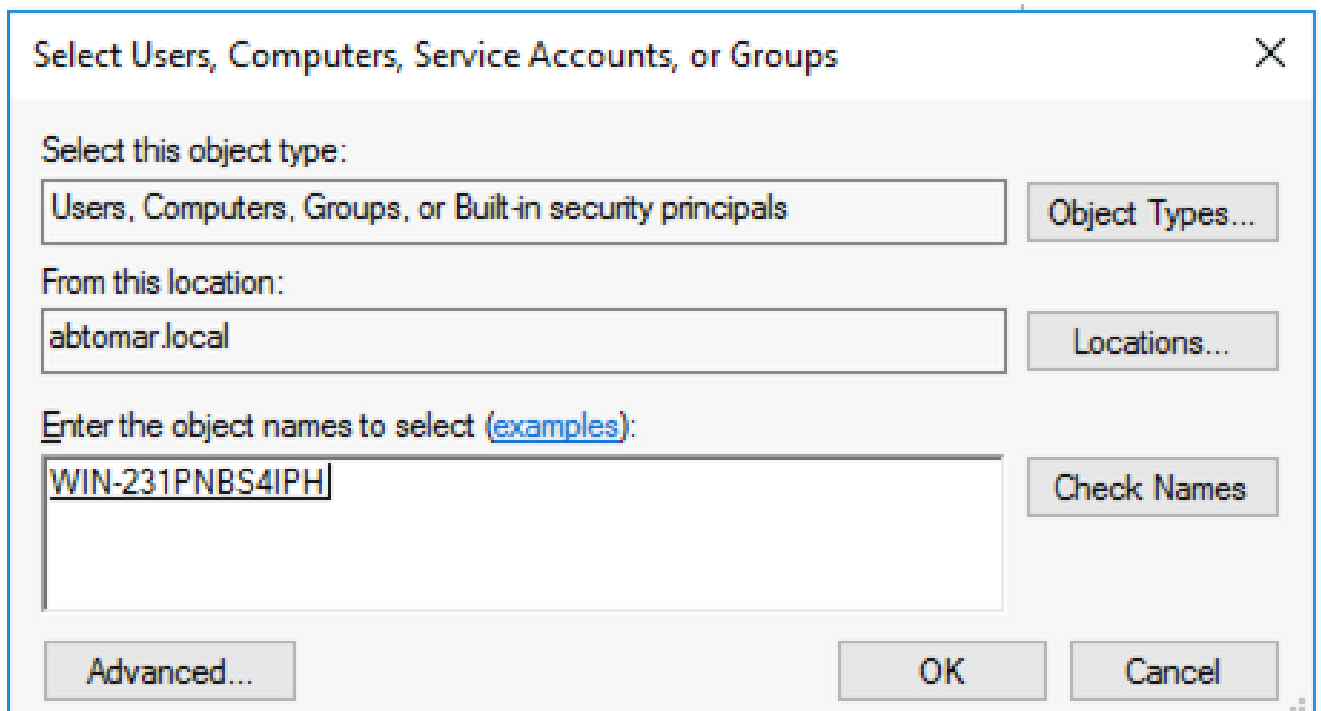 Select Users, Computers, Service Accounts, or Groups
Select this object type:
Users, Computers, Groups, or Built-in security principals
Object Types...
From this location:
abtomar.local
Locations...
Enter the object names to select (examples):
WIN-231PNBS4IPH
Check Names
Advanced...
OK
Cancel